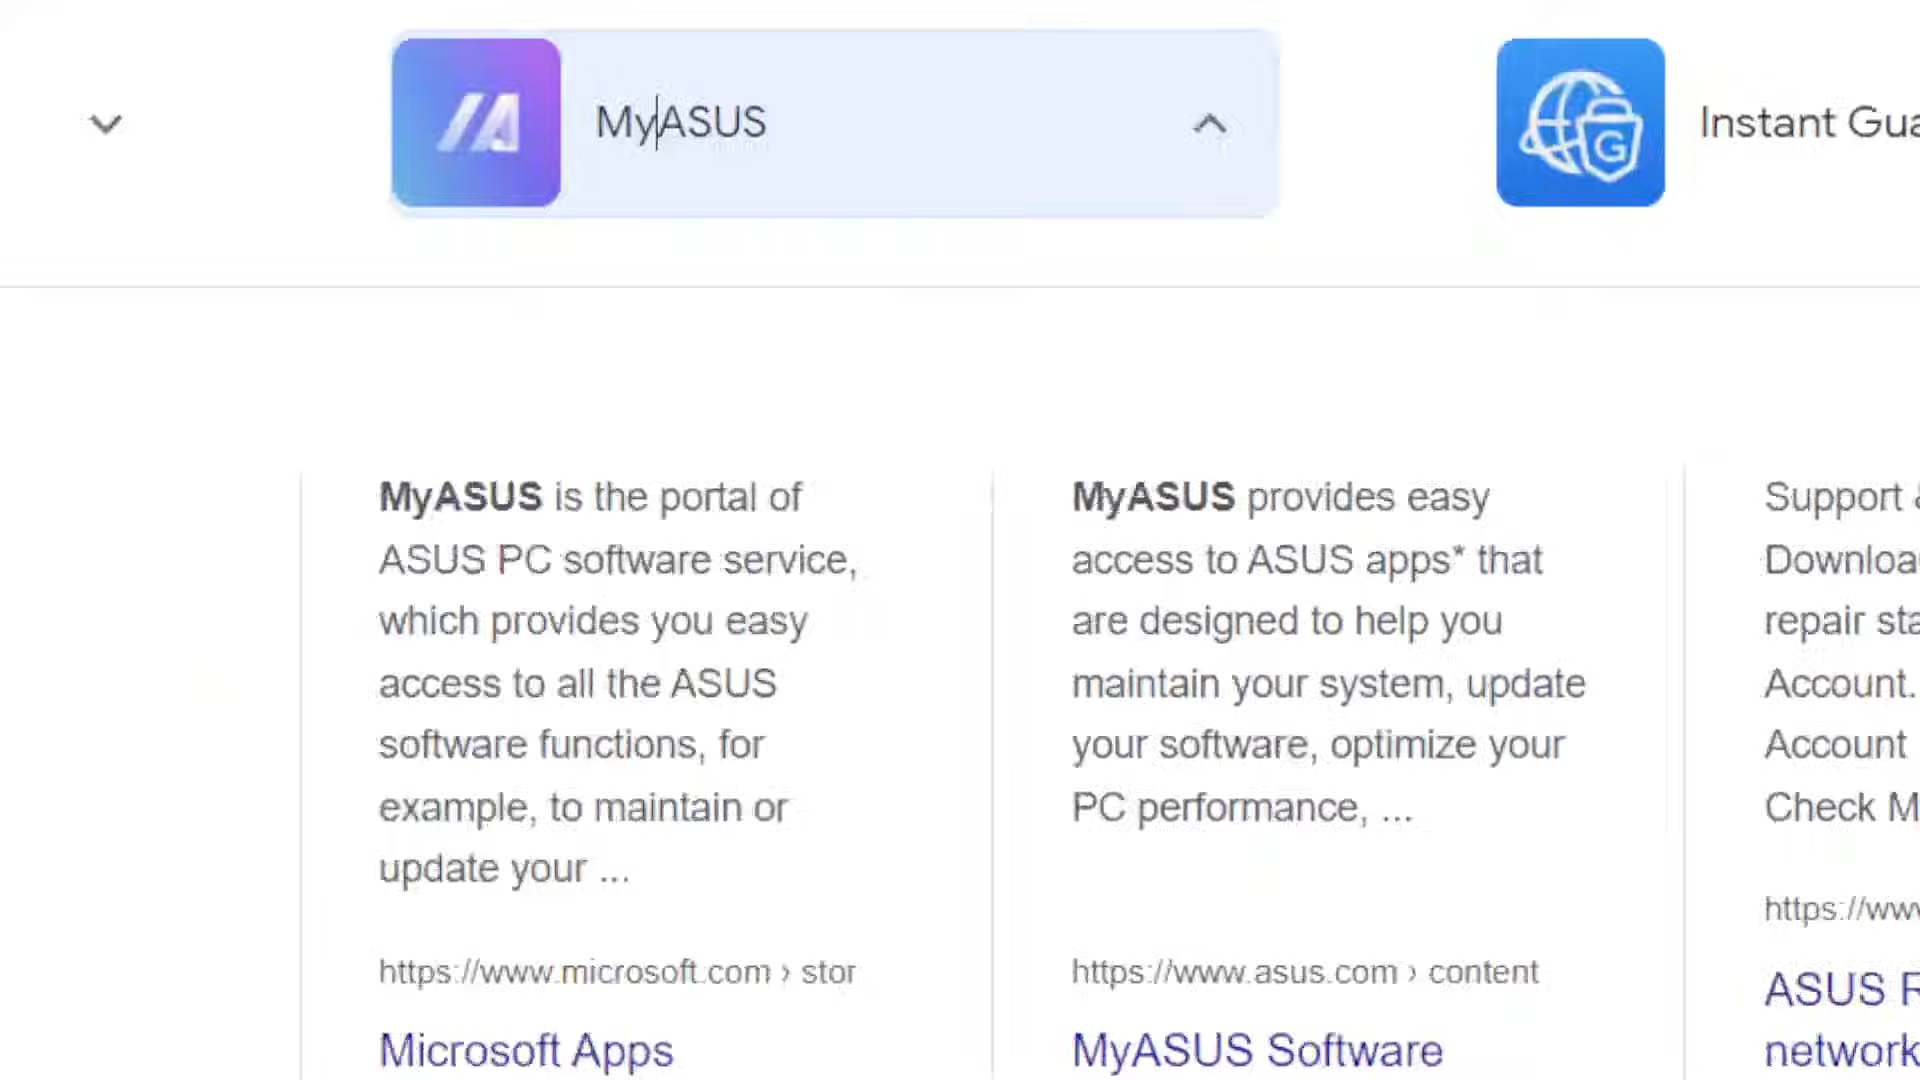 MyASUS
Instant Gua
MyASUS is the portal of
ASUS PC software service,
which provides you easy
access to all the ASUS
software functions, for
example, to maintain or
update your ...
https://www.microsoft.com › stor
Microsoft Apps
MyASUS provides easy
access to ASUS apps* that
are designed to help you
maintain your system, update
your software, optimize your
PC performance, ...
https://www.asus.com › content
MyASUS Software
Support &
Downloa
repair sta
Account.
Account
Check M
https://www
ASUS R
network